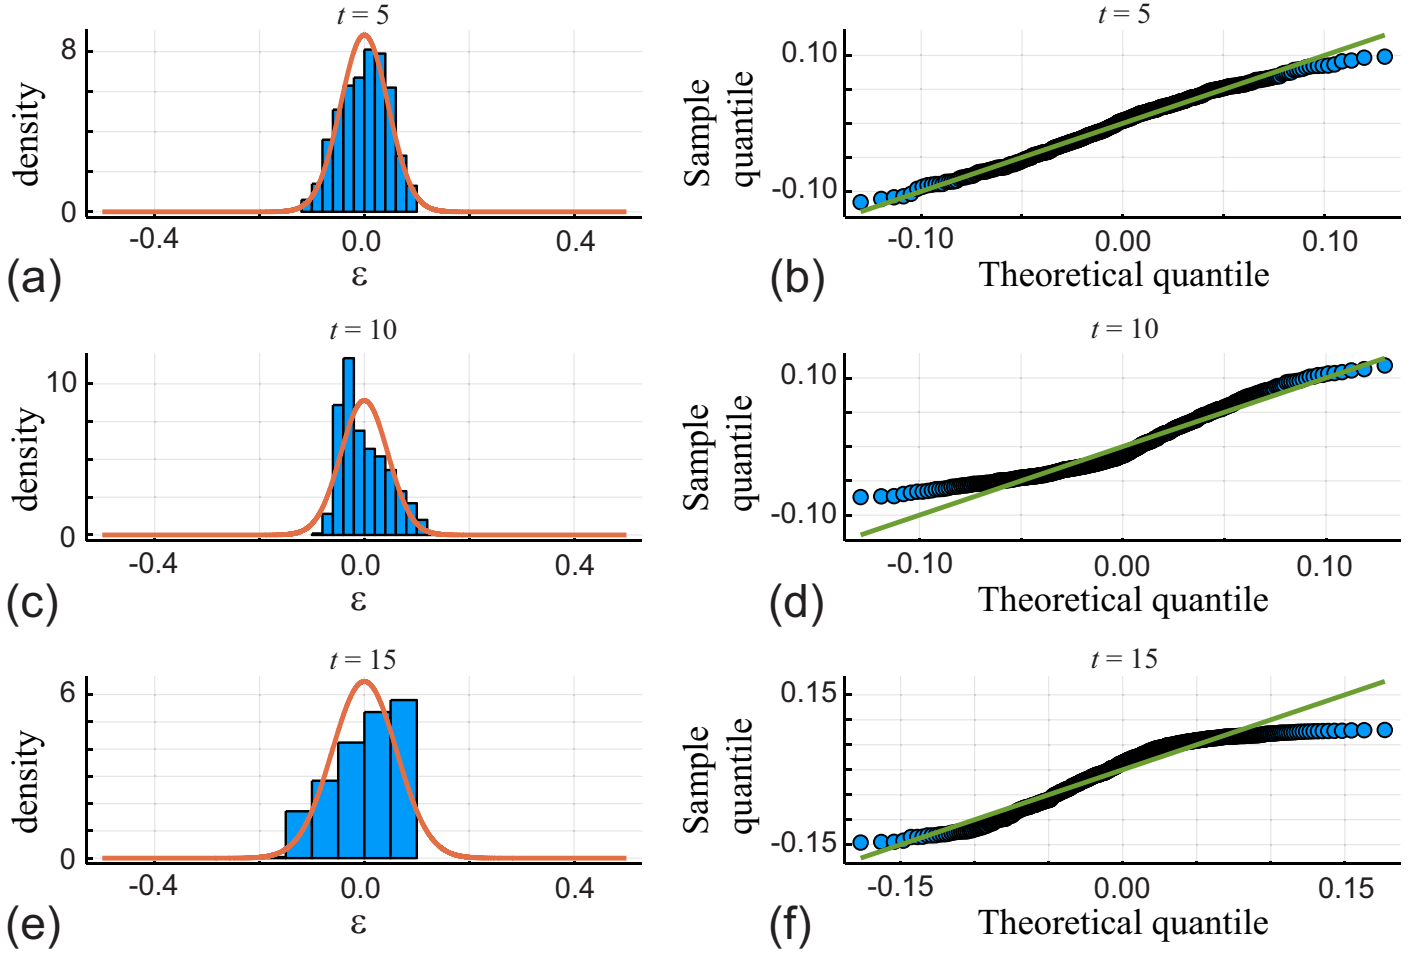 t = 5
density
8
0
-0.4
0.0
0.4
ε
(a)
t = 5
Sample
quantile
0.10
-0.10
-0.10
0.00
0.10
Theoretical quantile
(b)
t = 10
density
10
0
-0.4
0.0
0.4
ε
(c)
t = 10
Sample
quantile
0.10
-0.10
-0.10
0.00
0.10
Theoretical quantile
(d)
t = 15
density
6
0
-0.4
0.0
0.4
ε
(e)
t = 15
Sample
quantile
0.15
-0.15
-0.15
0.00
0.15
Theoretical quantile
(f)